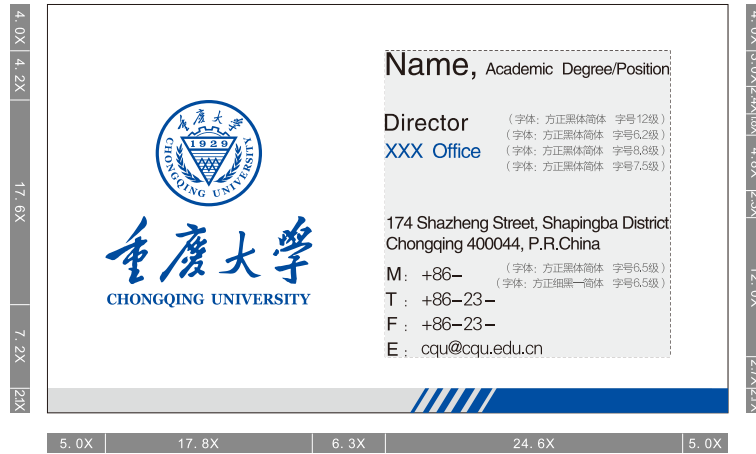 4. 0X
4. 2X
17. 6X
7. 2X
2.1X
重庆大学
1929
CHONGQING UNIVERSITY
重慶大學
CHONGQING UNIVERSITY
Name, Academic Degree/Position
Director （字体：方正黑体简体 字号12级）
（字体：方正黑体简体 字号6.2级）
XXX Office （字体：方正黑体简体 字号8.8级）
（字体：方正黑体简体 字号7.5级）
174 Shazheng Street, Shapingba District
Chongqing 400044, P.R.China
M: +86– （字体：方正黑体简体 字号6.5级）
（字体：方正细黑一简体 字号6.5级）
T : +86–23–
F : +86–23–
E : cqu@cqu.edu.cn
5. 0X 17. 8X 6. 3X 24. 6X 5. 0X